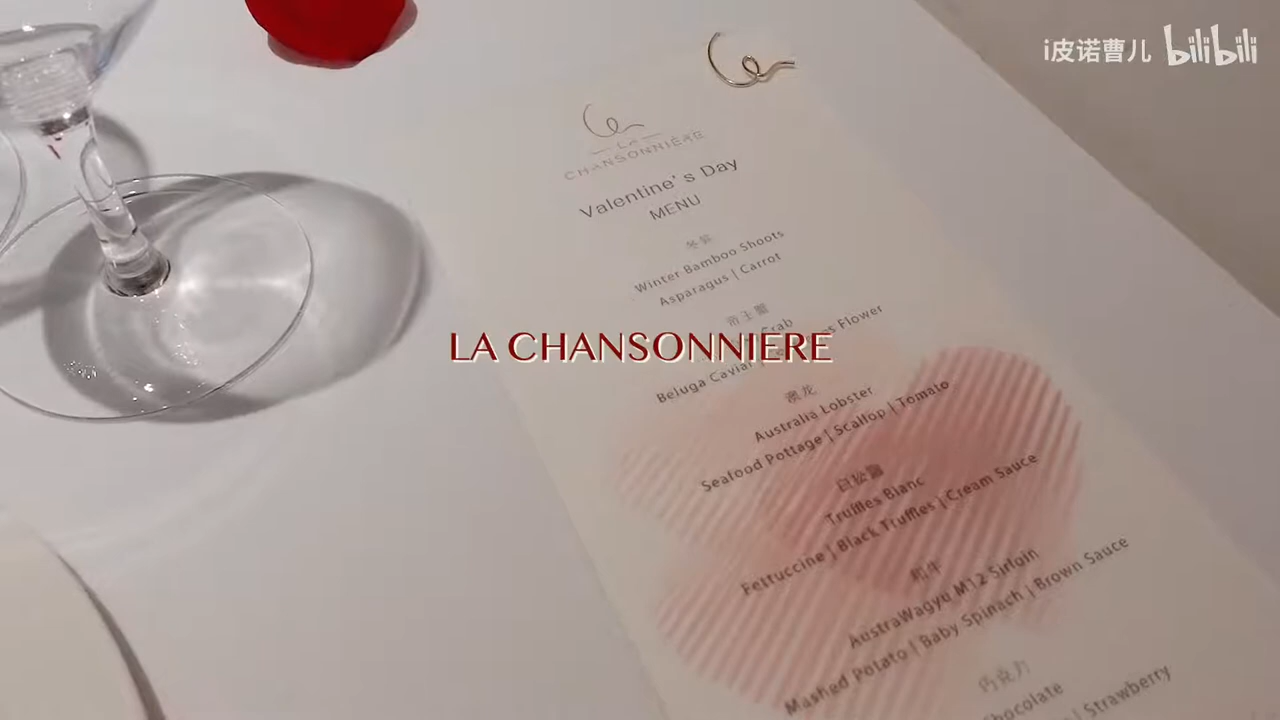 i皮诺曹儿 bilibili
LA
CHANSONNIÈRE
Valentine's Day
MENU
冬笋
Winter Bamboo Shoots
Asparagus | Carrot
帝王蟹
Crab
Beluga Caviar | Flower
LA CHANSONNIERE
澳龙
Australia Lobster
Seafood Pottage | Scallop | Tomato
白松露
Truffles Blanc
Fettuccine | Black Truffles | Cream Sauce
和牛
AustraWagyu M12 Sirloin
Mashed Potato | Baby Spinach | Brown Sauce
巧克力
Chocolate
| Strawberry